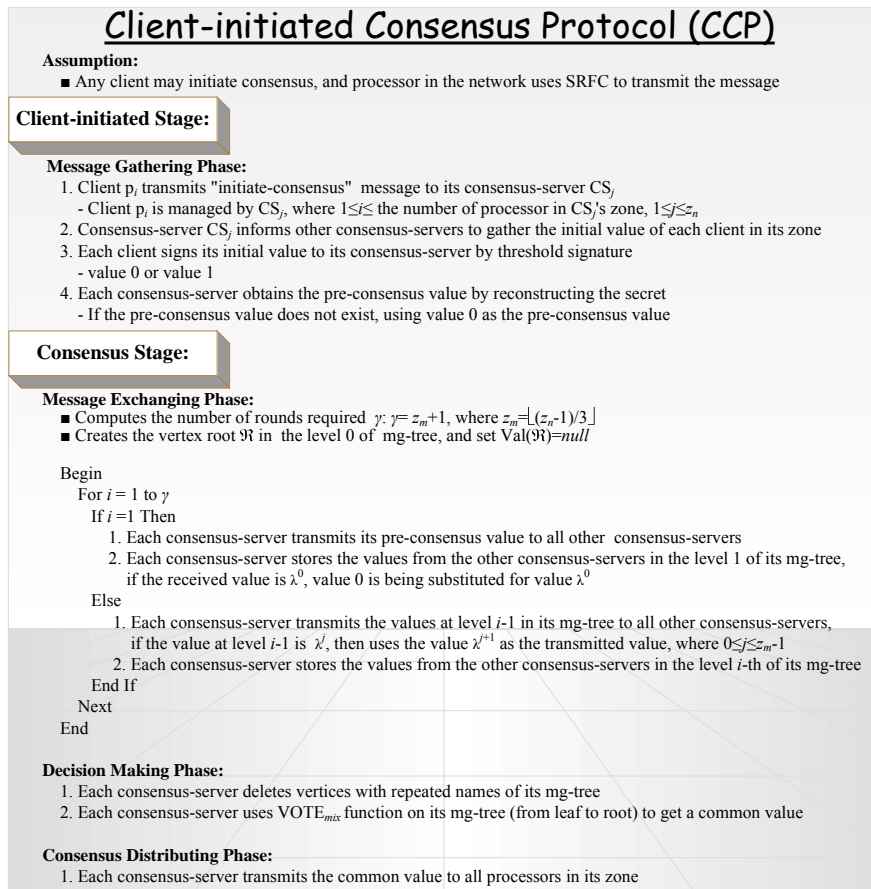 Client-initiated Consensus Protocol (CCP)
Assumption:
■ Any client may initiate consensus, and processor in the network uses SRFC to transmit the message
Client-initiated Stage:
Message Gathering Phase:
1. Client pᵢ transmits "initiate-consensus" message to its consensus-server CSⱼ
- Client pᵢ is managed by CSⱼ, where 1≤i≤ the number of processor in CSⱼ's zone, 1≤j≤zₙ
2. Consensus-server CSⱼ informs other consensus-servers to gather the initial value of each client in its zone
3. Each client signs its initial value to its consensus-server by threshold signature
- value 0 or value 1
4. Each consensus-server obtains the pre-consensus value by reconstructing the secret
- If the pre-consensus value does not exist, using value 0 as the pre-consensus value
Consensus Stage:
Message Exchanging Phase:
■ Computes the number of rounds required γ: γ= zₘ+1, where zₘ=⌊(zₙ-1)/3⌋
■ Creates the vertex root ℜ in the level 0 of mg-tree, and set Val(ℜ)=null
Begin
For i = 1 to γ
If i =1 Then
1. Each consensus-server transmits its pre-consensus value to all other consensus-servers
2. Each consensus-server stores the values from the other consensus-servers in the level 1 of its mg-tree,
if the received value is λ⁰, value 0 is being substituted for value λ⁰
Else
1. Each consensus-server transmits the values at level i-1 in its mg-tree to all other consensus-servers,
if the value at level i-1 is λʲ, then uses the value λʲ⁺¹ as the transmitted value, where 0≤j≤zₘ-1
2. Each consensus-server stores the values from the other consensus-servers in the level i-th of its mg-tree
End If
Next
End
Decision Making Phase:
1. Each consensus-server deletes vertices with repeated names of its mg-tree
2. Each consensus-server uses VOTEmix function on its mg-tree (from leaf to root) to get a common value
Consensus Distributing Phase:
1. Each consensus-server transmits the common value to all processors in its zone